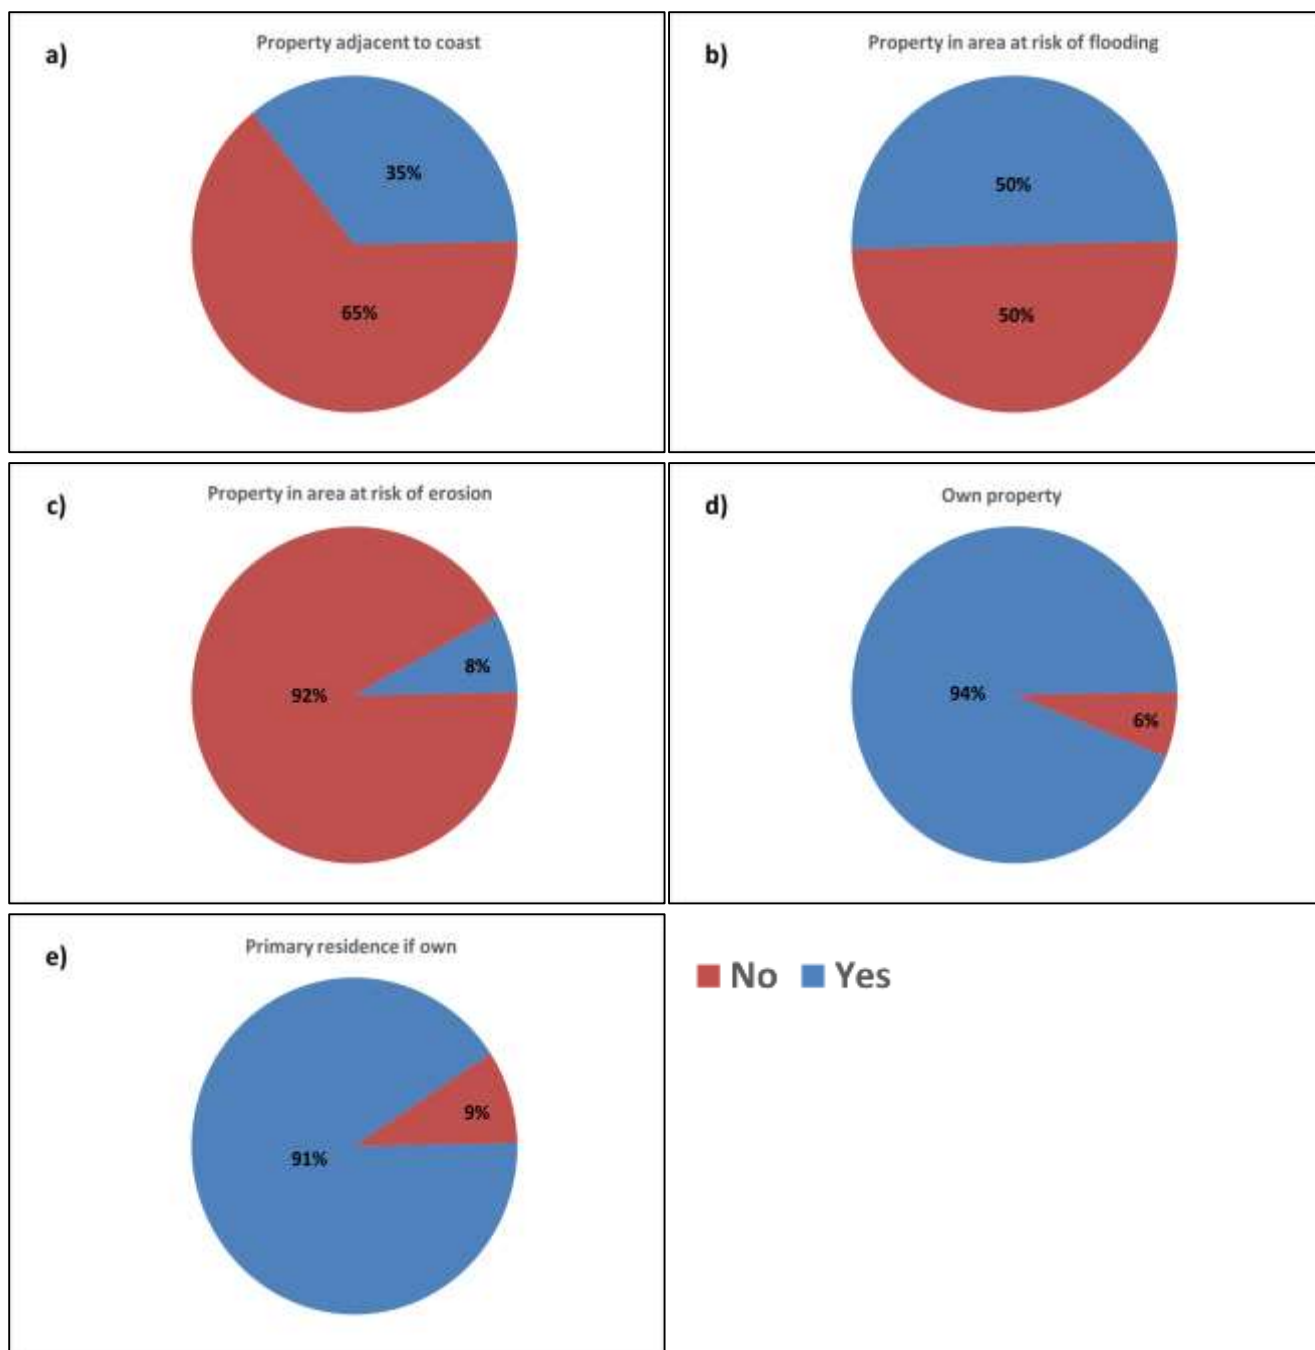 a)
Property adjacent to coast
35%
65%
b)
Property in area at risk of flooding
50%
50%
c)
Property in area at risk of erosion
8%
92%
d)
Own property
94%
6%
e)
Primary residence if own
9%
91%
No Yes